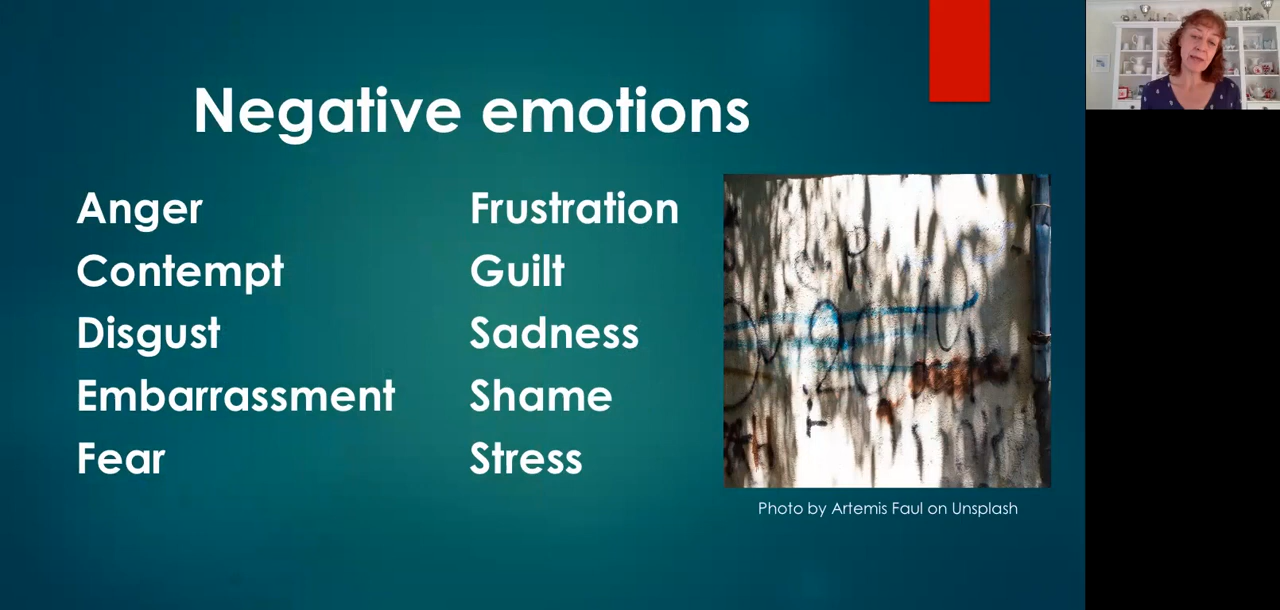 Negative emotions
Anger
Contempt
Disgust
Embarrassment
Fear
Frustration
Guilt
Sadness
Shame
Stress
Photo by Artemis Faul on Unsplash